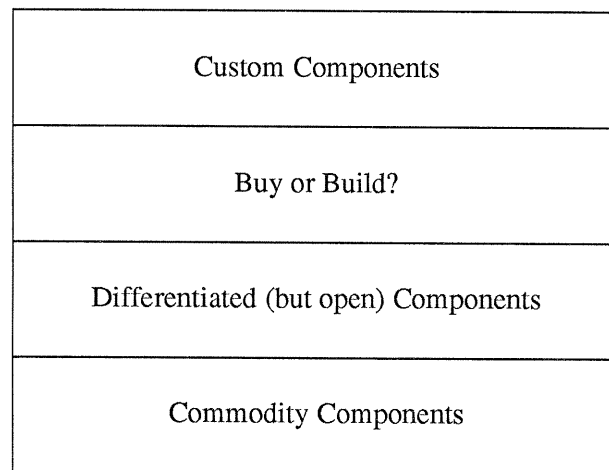 Custom Components
Buy or Build?
Differentiated (but open) Components
Commodity Components